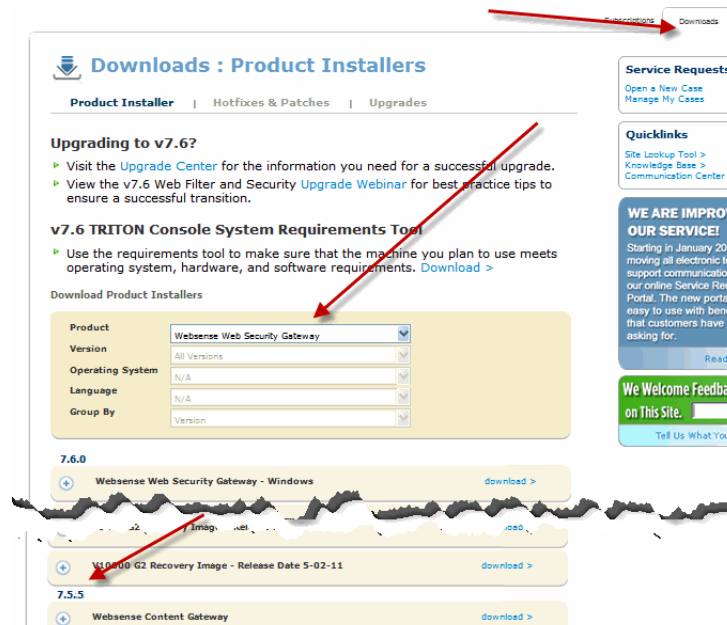 Subscriptions Downloads
Downloads : Product Installers
Product Installer | Hotfixes & Patches | Upgrades
Upgrading to v7.6?
Visit the Upgrade Center for the information you need for a successful upgrade.
View the v7.6 Web Filter and Security Upgrade Webinar for best practice tips to
ensure a successful transition.
v7.6 TRITON Console System Requirements Tool
Use the requirements tool to make sure that the machine you plan to use meets
operating system, hardware, and software requirements. Download >
Download Product Installers
Product Websense Web Security Gateway
Version All Versions
Operating System N/A
Language N/A
Group By Version
7.6.0
Websense Web Security Gateway - Windows download >
V10000 G2 Recovery Image - Release Date 5-02-11 download >
7.5.5
Websense Content Gateway download >
Service Requests
Open a New Case
Manage My Cases
Quicklinks
Site Lookup Tool >
Knowledge Base >
Communication Center
WE ARE IMPROV
OUR SERVICE!
Starting in January 20
moving all electronic t
support communicatio
our online Service Re
Portal. The new porta
easy to use with bene
that customers have
asking for.
Read
We Welcome Feedba
on This Site.
Tell Us What You